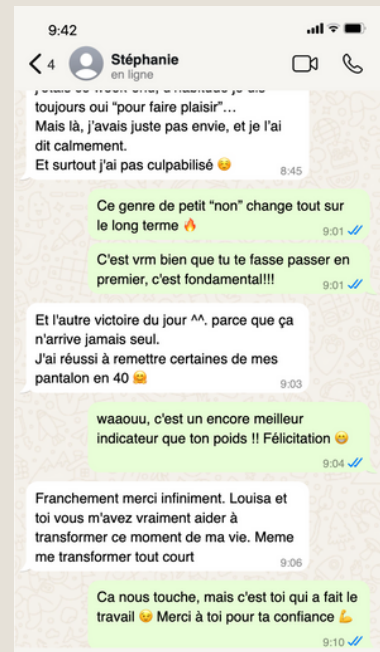 9:42
4
Stéphanie
en ligne
toujours oui "pour faire plaisir"...
Mais là, j'avais juste pas envie, et je l'ai
dit calmement.
Et surtout j'ai pas culpabilisé 😌
8:45
Ce genre de petit "non" change tout sur
le long terme 🔥
9:01
C'est vrm bien que tu te fasse passer en
premier, c'est fondamental!!!
9:01
Et l'autre victoire du jour ^^. parce que ça
n'arrive jamais seul.
J'ai réussi à remettre certaines de mes
pantalon en 40 🤗
9:03
waaouu, c'est un encore meilleur
indicateur que ton poids !! Félicitation 😁
9:04
Franchement merci infiniment. Louisa et
toi vous m'avez vraiment aider à
transformer ce moment de ma vie. Meme
me transformer tout court
9:06
Ca nous touche, mais c'est toi qui a fait le
travail 😉 Merci à toi pour ta confiance 💪
9:10